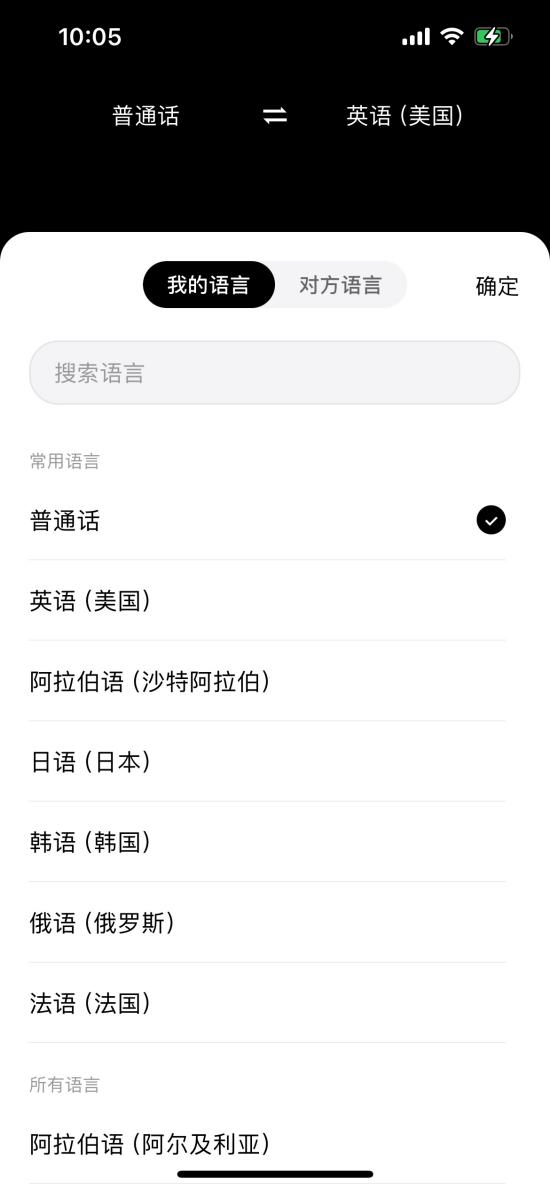 10:05
普通话 英语（美国）
我的语言 对方语言 确定
搜索语言
常用语言
普通话
英语（美国）
阿拉伯语（沙特阿拉伯）
日语（日本）
韩语（韩国）
俄语（俄罗斯）
法语（法国）
所有语言
阿拉伯语（阿尔及利亚）